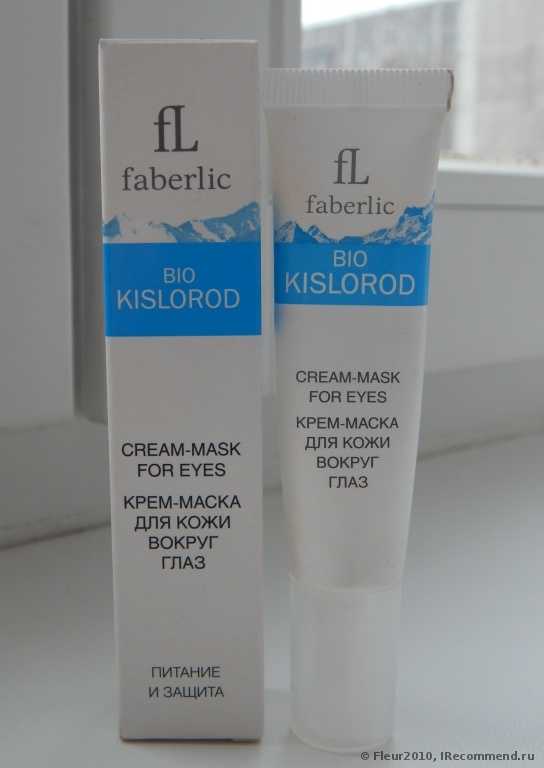 fL
faberlic
BIO
KISLOROD
CREAM-MASK
FOR EYES
КРЕМ-МАСКА
ДЛЯ КОЖИ
ВОКРУГ
ГЛАЗ
ПИТАНИЕ
И ЗАЩИТА
fL
faberlic
BIO
KISLOROD
CREAM-MASK
FOR EYES
КРЕМ-МАСКА
ДЛЯ КОЖИ
ВОКРУГ
ГЛАЗ
© Fleur2010, IRecommend.ru